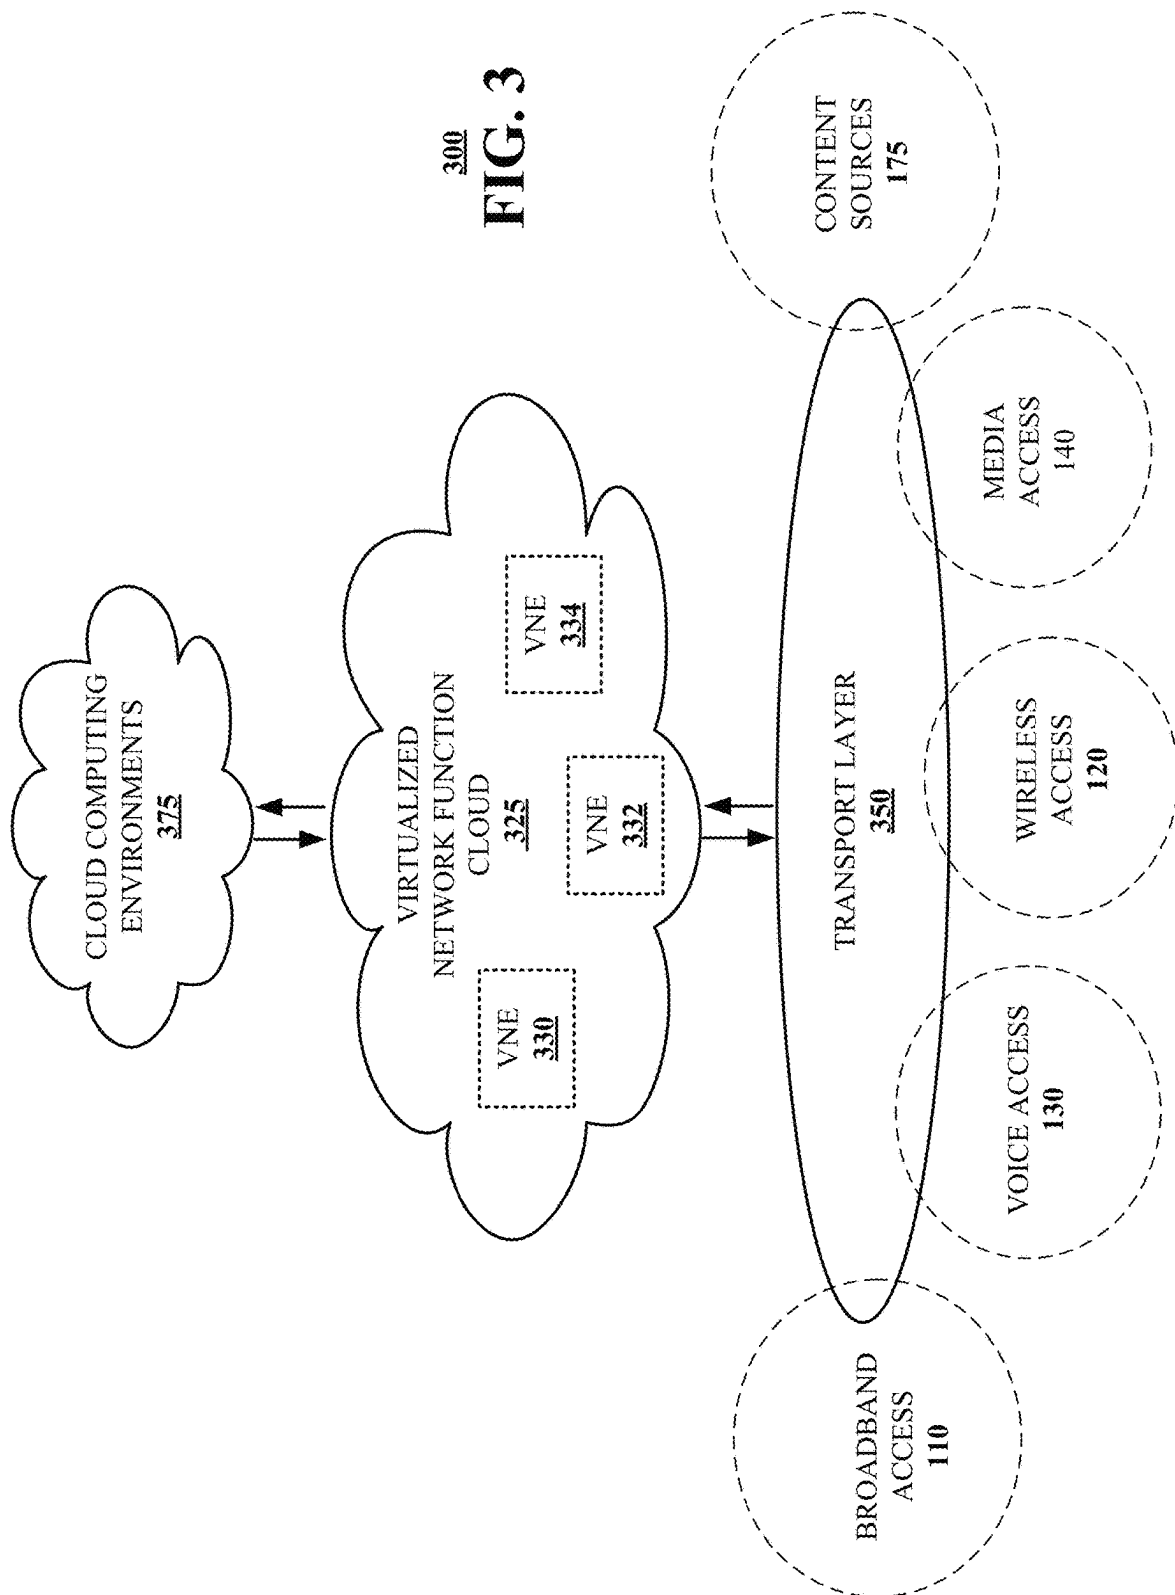 CLOUD COMPUTING
ENVIRONMENTS
375
VIRTUALIZED
NETWORK FUNCTION
CLOUD
325
VNE
330
VNE
332
VNE
334
300
FIG. 3
TRANSPORT LAYER
350
BROADBAND
ACCESS
110
VOICE ACCESS
130
WIRELESS
ACCESS
120
MEDIA
ACCESS
140
CONTENT
SOURCES
175